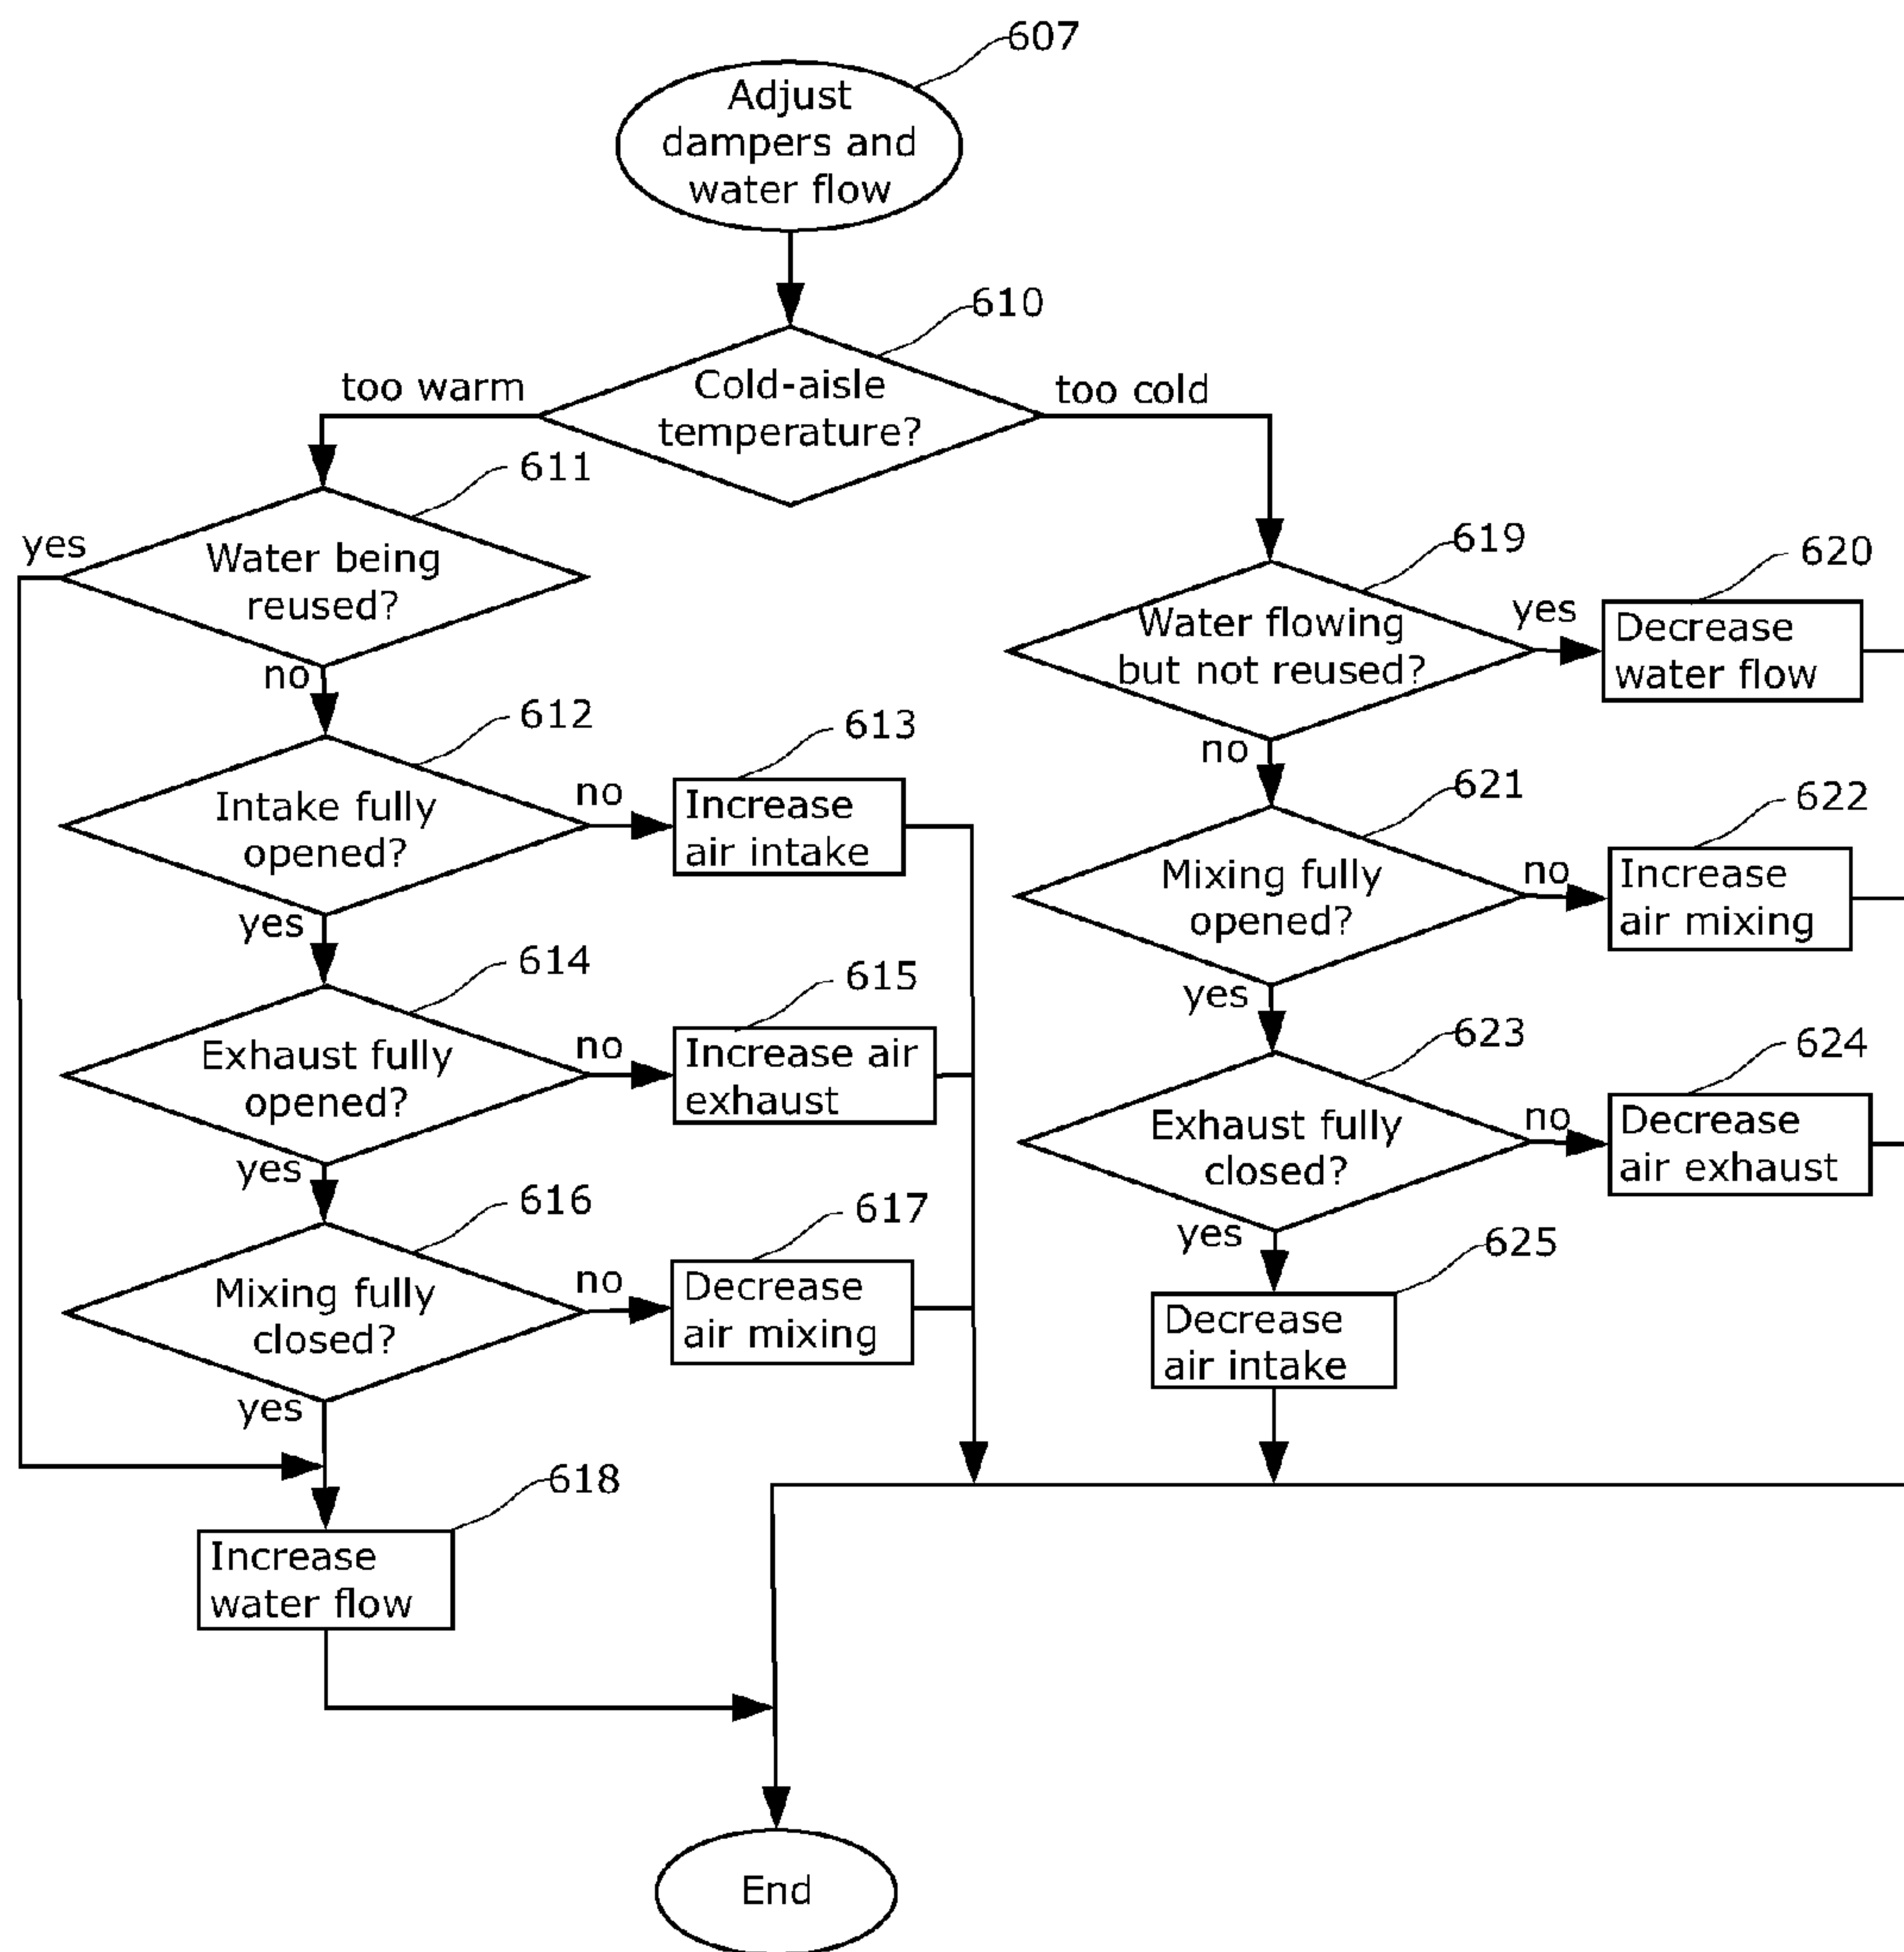 607
Adjust
dampers and
water flow
610
Cold-aisle
temperature?
too warm
too cold
611
Water being
reused?
yes
no
612
Intake fully
opened?
no
yes
613
Increase
air intake
614
Exhaust fully
opened?
no
yes
615
Increase air
exhaust
616
Mixing fully
closed?
no
yes
617
Decrease
air mixing
618
Increase
water flow
619
Water flowing
but not reused?
yes
no
620
Decrease
water flow
621
Mixing fully
opened?
no
yes
622
Increase
air mixing
623
Exhaust fully
closed?
no
yes
624
Decrease
air exhaust
625
Decrease
air intake
End